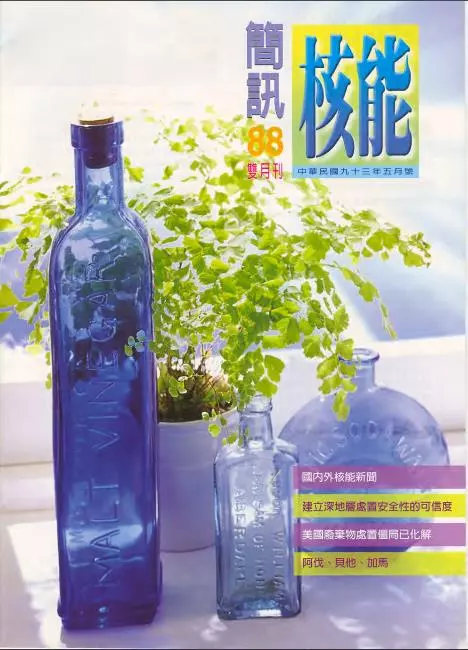 核能
簡訊
88
雙月刊
中華民國九十三年五月號
MALT VINEGAR
ABERDARE
國內外核能新聞
建立深地層處置安全性的可信度
美國廢棄物處置僵局已化解
阿伐、貝他、加馬